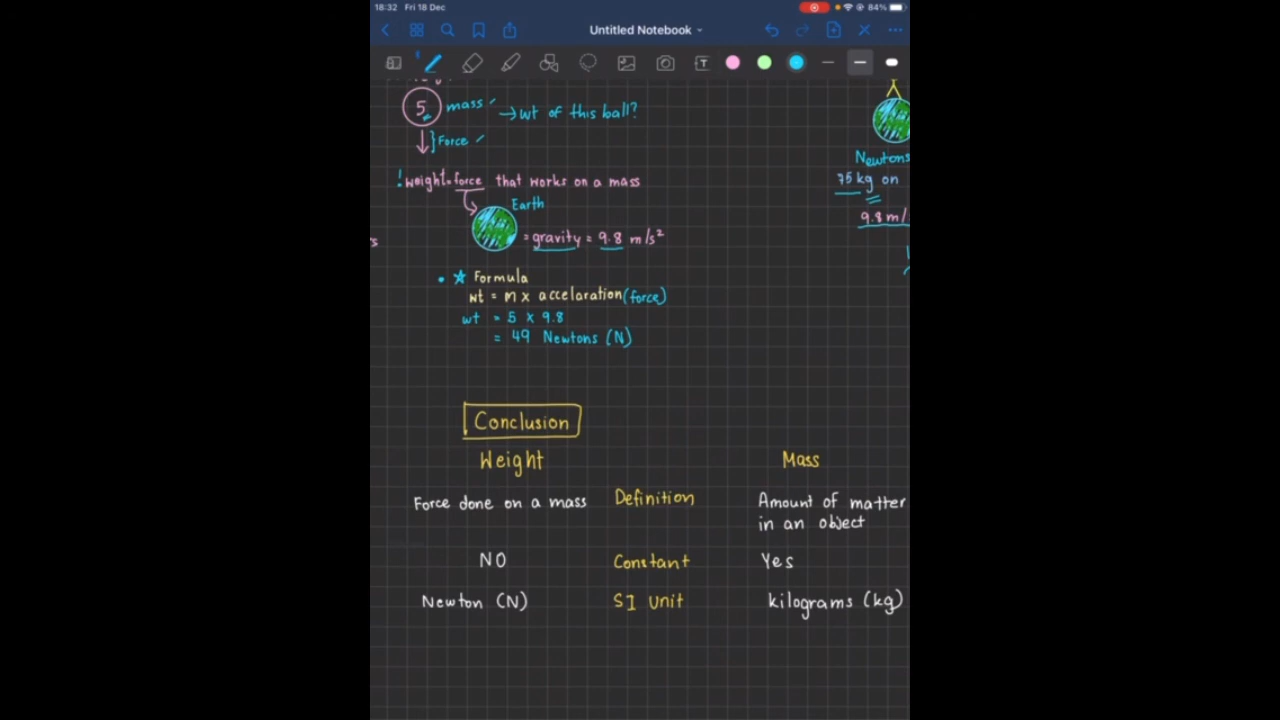 18:32 Fri 18 Dec
84%
Untitled Notebook
5 mass → wt of this ball?
Force
! Weight = force that works on a mass
Earth
= gravity = 9.8 m/s²
Formula
wt = m x accelaration (force)
wt = 5 x 9.8
= 49 Newtons (N)
Newtons
75 kg on
9.8 m/
s
Conclusion
Weight
Mass
Force done on a mass
Definition
Amount of matter
in an object
NO
Constant
Yes
Newton (N)
SI unit
kilograms (kg)